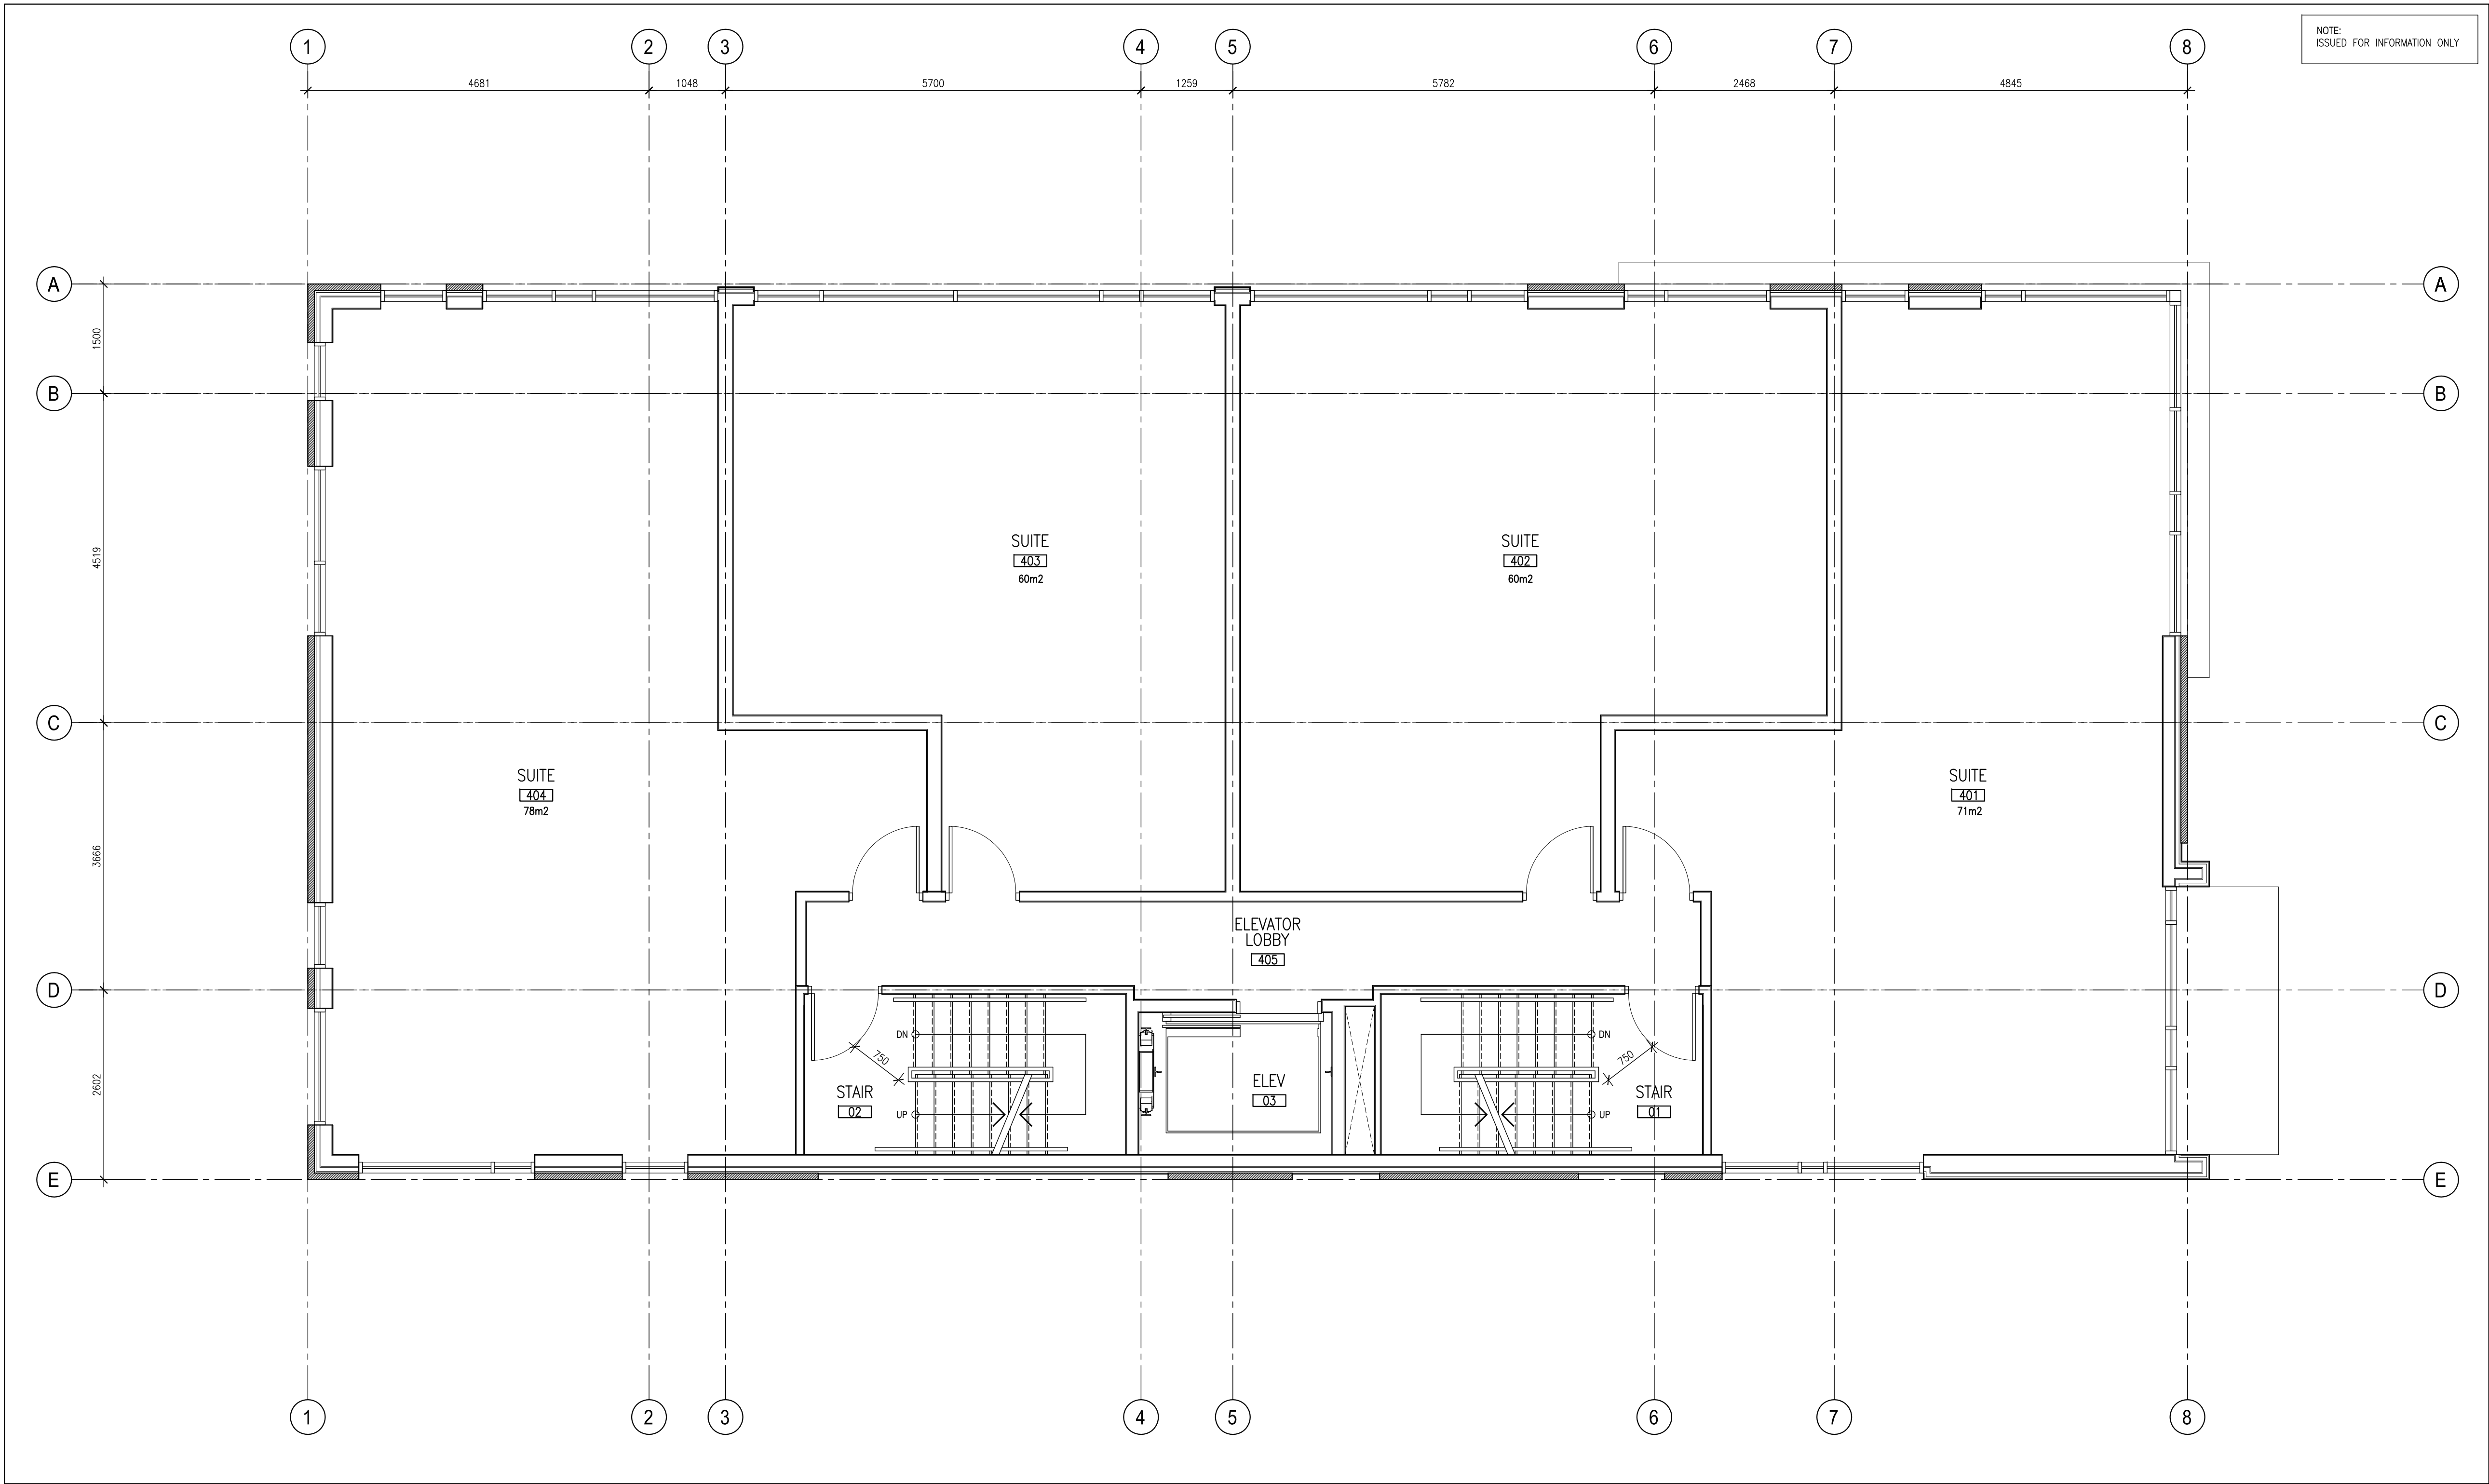 NOTE:
ISSUED FOR INFORMATION ONLY
1 2 3 4 5 6 7 8
4681 1048 5700 1259 5782 2468 4845
A A
1500
B B
4519
SUITE SUITE
403 402
60m2 60m2
C C
SUITE SUITE
404 401
78m2 71m2
3666
ELEVATOR
LOBBY
405
D D
DN DN
750 750
2602
STAIR ELEV STAIR
02 03 01
UP UP
E E
1 2 3 4 5 6 7 8